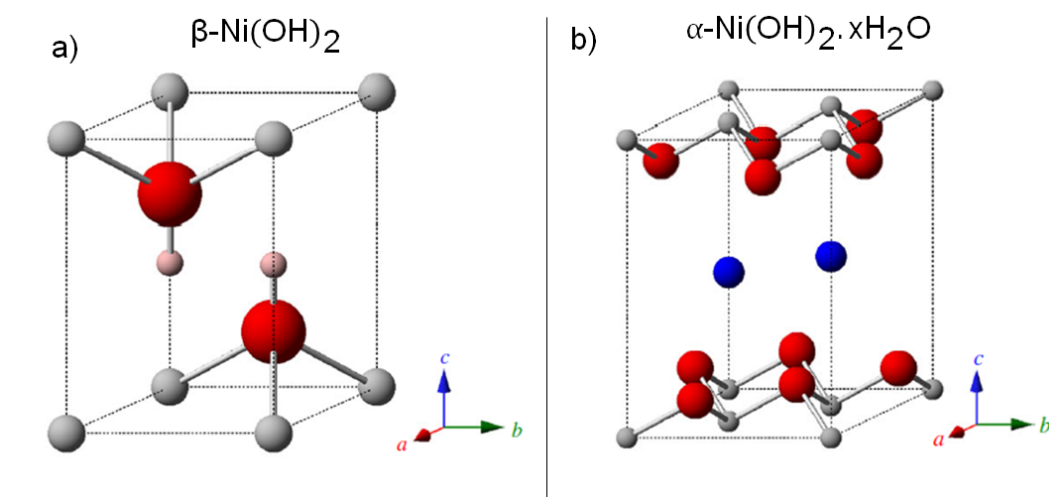 a)
β-Ni(OH)2
c
b
a
b)
α-Ni(OH)2.xH2O
c
b
a